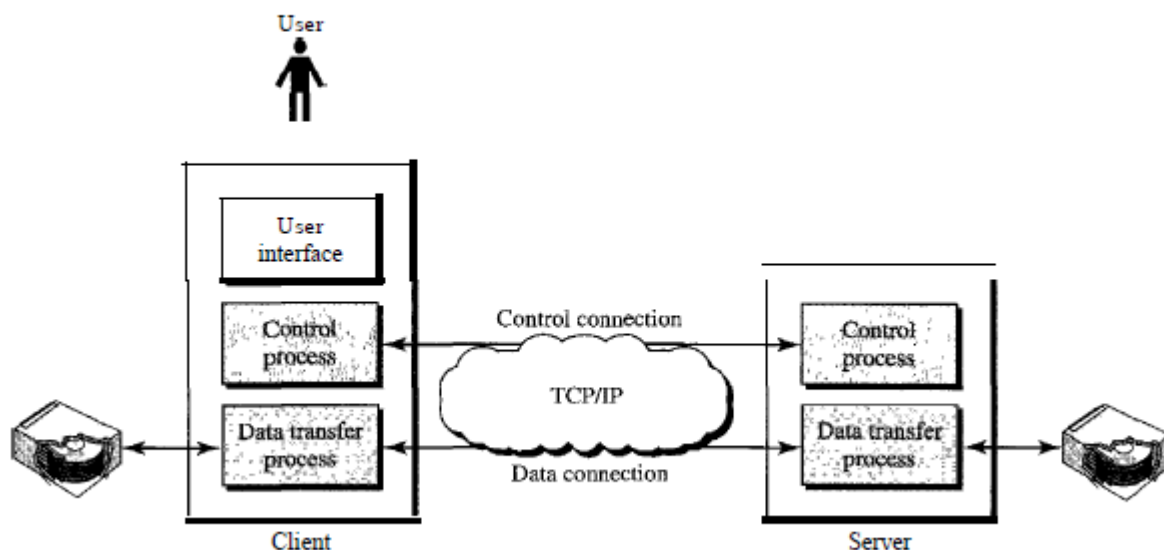 User
User
interface
Control
process
Data transfer
process
Client
Control connection
TCP/IP
Data connection
Control
process
Data transfer
process
Server